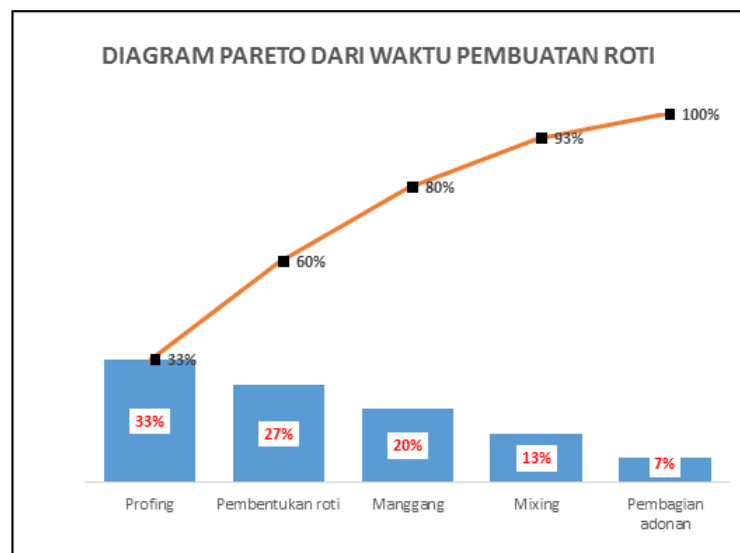 DIAGRAM PARETO DARI WAKTU PEMBUATAN ROTI
100%
93%
80%
60%
33%
33%
27%
20%
13%
7%
Profing
Pembentukan roti
Manggang
Mixing
Pembagian
adonan